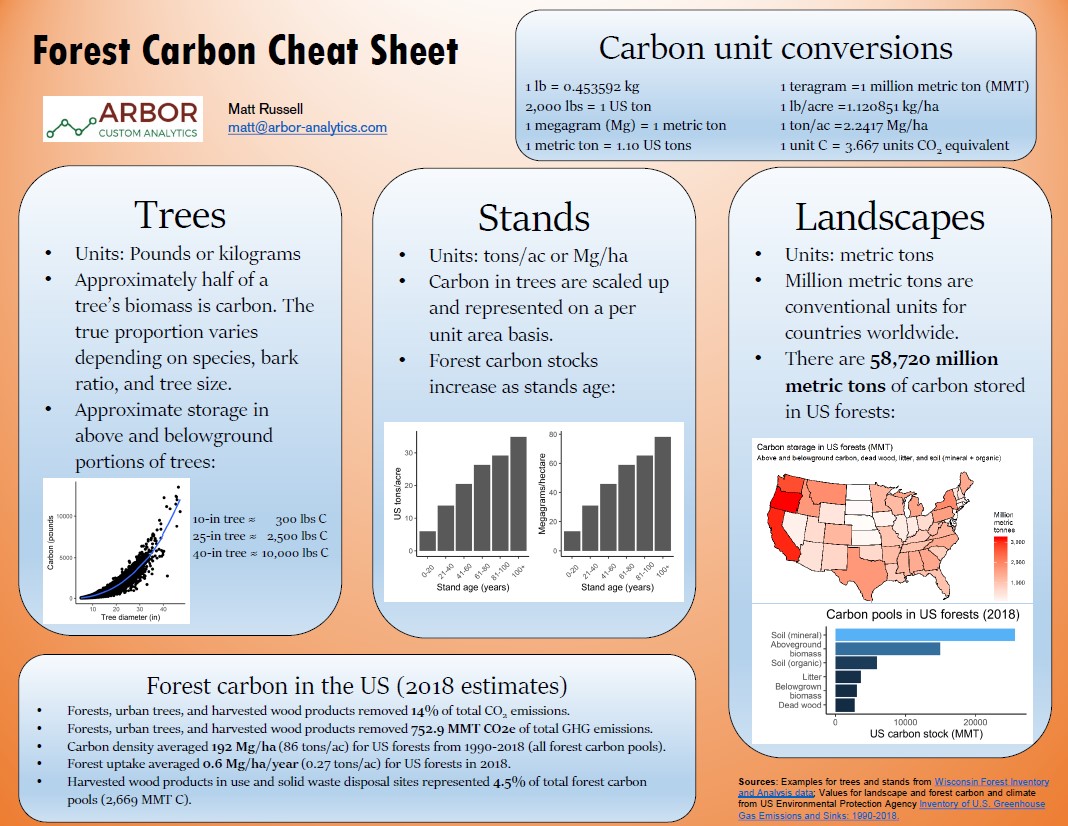 Forest Carbon Cheat Sheet
ARBOR
CUSTOM ANALYTICS
Matt Russell
matt@arbor-analytics.com
Carbon unit conversions
1 lb = 0.453592 kg
2,000 lbs = 1 US ton
1 megagram (Mg) = 1 metric ton
1 metric ton = 1.10 US tons
1 teragram =1 million metric ton (MMT)
1 lb/acre =1.120851 kg/ha
1 ton/ac =2.2417 Mg/ha
1 unit C = 3.667 units CO2 equivalent
Trees
• Units: Pounds or kilograms
• Approximately half of a
tree's biomass is carbon. The
true proportion varies
depending on species, bark
ratio, and tree size.
• Approximate storage in
above and belowground
portions of trees:
Carbon (pounds
10000
5000
0
10 20 30 40
Tree diameter (in)
10-in tree ≈ 300 lbs C
25-in tree ≈ 2,500 lbs C
40-in tree ≈ 10,000 lbs C
Stands
• Units: tons/ac or Mg/ha
• Carbon in trees are scaled up
and represented on a per
unit area basis.
• Forest carbon stocks
increase as stands age:
US tons/acre
30
20
10
0
0-20 21-40 41-60 61-80 81-100 100+
Stand age (years)
Megagrams/hectare
80
60
40
20
0
0-20 21-40 41-60 61-80 81-100 100+
Stand age (years)
Landscapes
• Units: metric tons
• Million metric tons are
conventional units for
countries worldwide.
• There are 58,720 million
metric tons of carbon stored
in US forests:
Carbon storage in US forests (MMT)
Above and belowground carbon, dead wood, litter, and soil (mineral + organic)
Million
metric
tonnes
3,000
2,000
1,000
Carbon pools in US forests (2018)
Soil (mineral)
Aboveground
biomass
Soil (organic)
Litter
Belowgrown
biomass
Dead wood
0 10000 20000
US carbon stock (MMT)
Forest carbon in the US (2018 estimates)
• Forests, urban trees, and harvested wood products removed 14% of total CO2 emissions.
• Forests, urban trees, and harvested wood products removed 752.9 MMT CO2e of total GHG emissions.
• Carbon density averaged 192 Mg/ha (86 tons/ac) for US forests from 1990-2018 (all forest carbon pools).
• Forest uptake averaged 0.6 Mg/ha/year (0.27 tons/ac) for US forests in 2018.
• Harvested wood products in use and solid waste disposal sites represented 4.5% of total forest carbon
pools (2,669 MMT C).
Sources: Examples for trees and stands from Wisconsin Forest Inventory
and Analysis data; Values for landscape and forest carbon and climate
from US Environmental Protection Agency Inventory of U.S. Greenhouse
Gas Emissions and Sinks: 1990-2018.